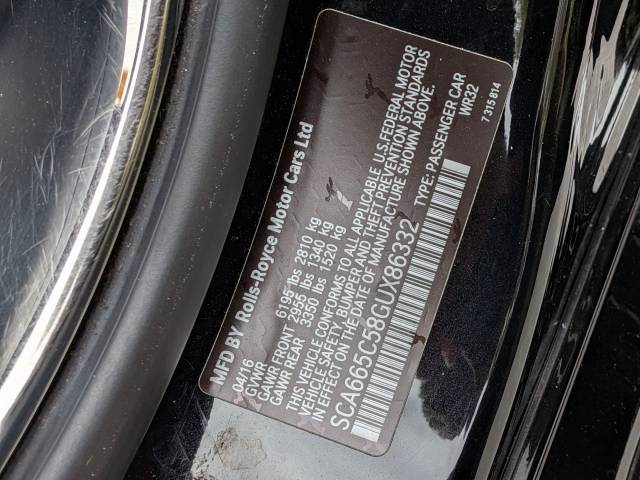 MFD BY Rolls-Royce Motor Cars Ltd
04/16
GVWR 6195 lbs 2810 kg
GAWR FRONT 2955 lbs 1340 kg
GAWR REAR 3350 lbs 1520 kg
THIS VEHICLE CONFORMS TO ALL APPLICABLE U.S.FEDERAL MOTOR
VEHICLE SAFETY, BUMPER AND THEFT PREVENTION STANDARDS
IN EFFECT ON THE DATE OF MANUFACTURE SHOWN ABOVE.
SCA665C58GUX86332 TYPE: PASSENGER CAR
WR32
7 315 814